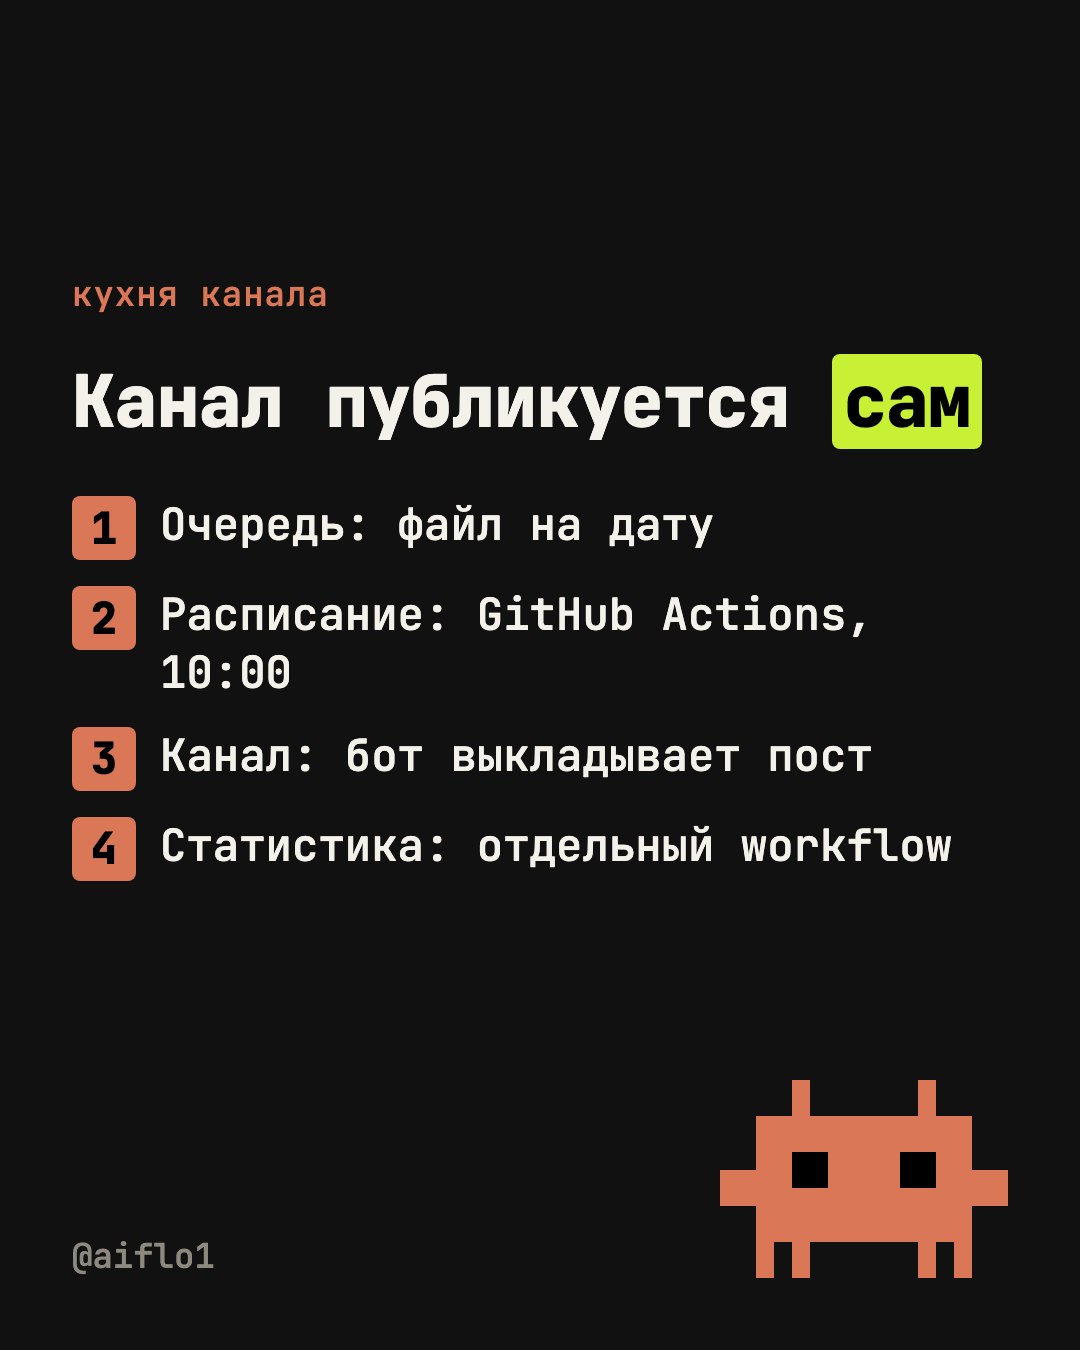 кухня канала
Канал публикуется сам
1 Очередь: файл на дату
2 Расписание: GitHub Actions,
10:00
3 Канал: бот выкладывает пост
4 Статистика: отдельный workflow
@aiflo1